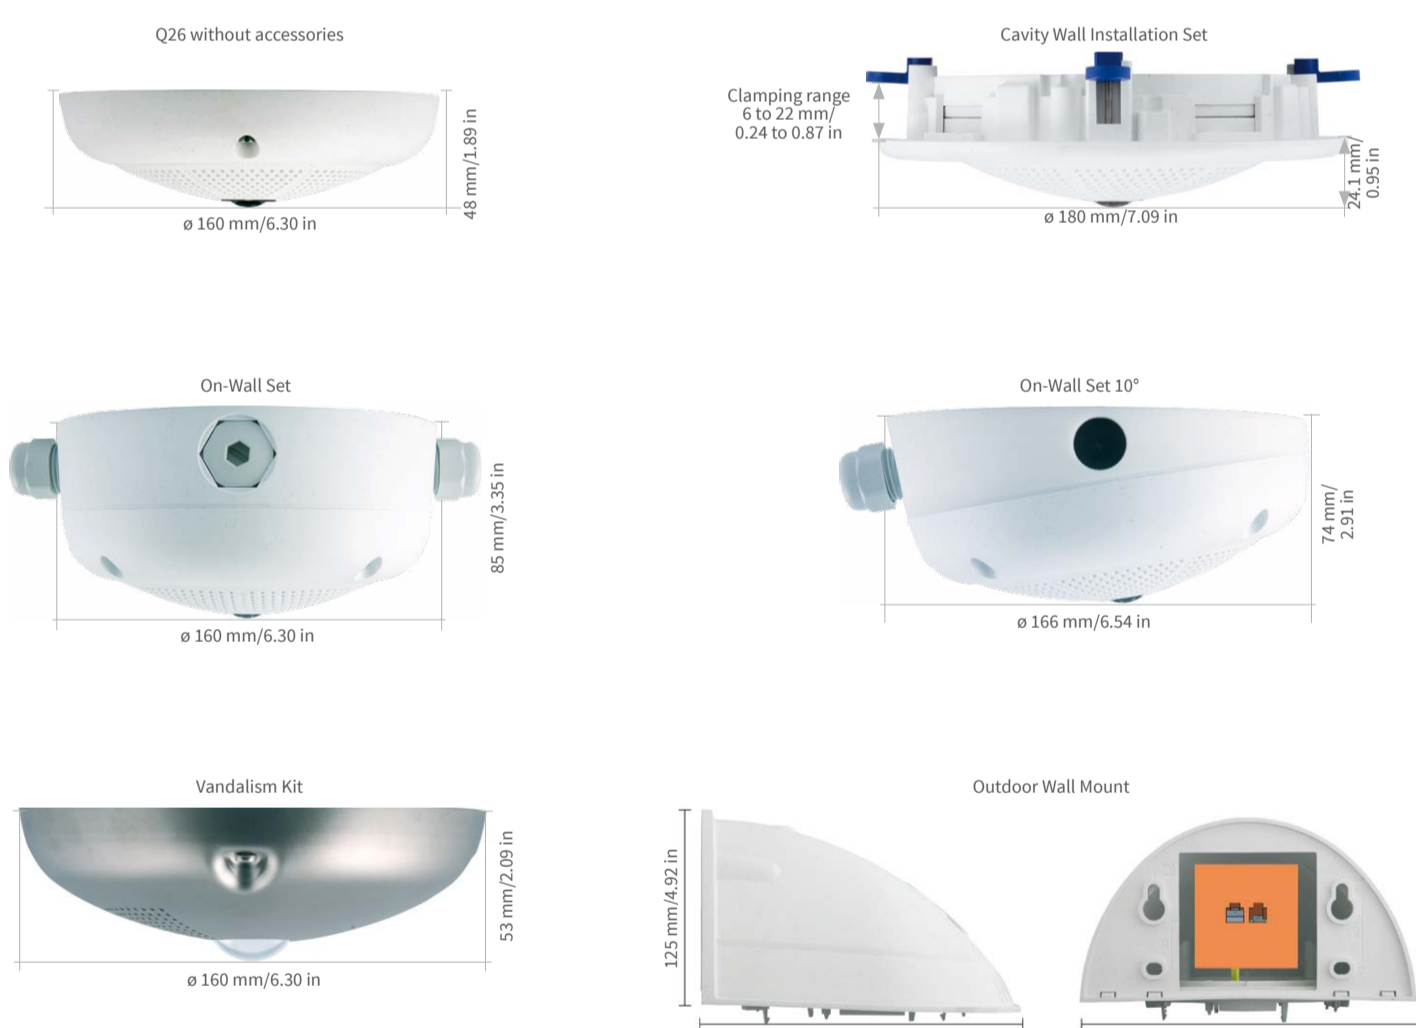 Q26 without accessories
48 mm/1.89 in
ø 160 mm/6.30 in
Cavity Wall Installation Set
Clamping range
6 to 22 mm/
0.24 to 0.87 in
24.1 mm/
0.95 in
ø 180 mm/7.09 in
On-Wall Set
85 mm/3.35 in
ø 160 mm/6.30 in
On-Wall Set 10°
74 mm/
2.91 in
ø 166 mm/6.54 in
Vandalism Kit
53 mm/2.09 in
ø 160 mm/6.30 in
Outdoor Wall Mount
125 mm/4.92 in